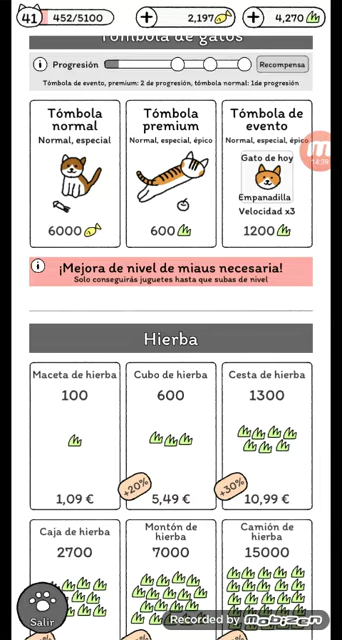 41 452/5100 + 2,197 + 4,270
Tómbola de gatos
i Progresión Recompensa
Tómbola de evento, premium: 2 de progresión, tómbola normal: 1de progresión
Tómbola normal
Normal, especial
6000
Tómbola premium
Normal, especial, épico
600
Tómbola de evento
Normal, especial, épico
Gato de hoy
Empanadilla
Velocidad x3
1200
14:39
i ¡Mejora de nivel de miaus necesaria!
Solo conseguirás juguetes hasta que subas de nivel
Hierba
Maceta de hierba
100
1,09 €
Cubo de hierba
600
+20%
5,49 €
Cesta de hierba
1300
+30%
10,99 €
Caja de hierba
2700
Montón de hierba
7000
Camión de hierba
15000
Salir
Recorded by mobizen